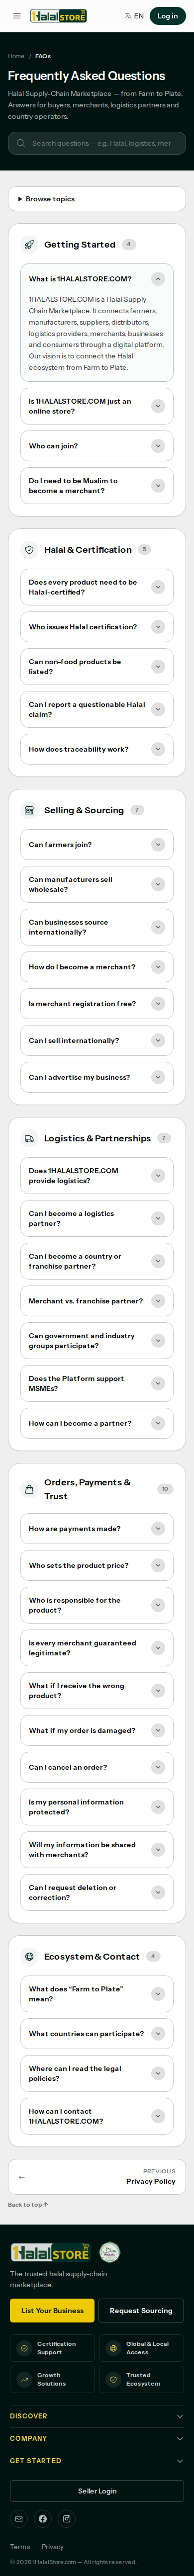 HalalSTORE
EN
Log in
Home / FAQs
Frequently Asked Questions
Halal Supply-Chain Marketplace — from Farm to Plate.
Answers for buyers, merchants, logistics partners and
country operators.
Search questions — e.g. Halal, logistics, mer
Browse topics
Getting Started 4
What is 1HALALSTORE.COM?
1HALALSTORE.COM is a Halal Supply-
Chain Marketplace. It connects farmers,
manufacturers, suppliers, distributors,
logistics providers, merchants, businesses
and consumers through a digital platform.
Our vision is to connect the Halal
ecosystem from Farm to Plate.
Is 1HALALSTORE.COM just an
online store?
Who can join?
Do I need to be Muslim to
become a merchant?
Halal & Certification 5
Does every product need to be
Halal-certified?
Who issues Halal certification?
Can non-food products be
listed?
Can I report a questionable Halal
claim?
How does traceability work?
Selling & Sourcing 7
Can farmers join?
Can manufacturers sell
wholesale?
Can businesses source
internationally?
How do I become a merchant?
Is merchant registration free?
Can I sell internationally?
Can I advertise my business?
Logistics & Partnerships 7
Does 1HALALSTORE.COM
provide logistics?
Can I become a logistics
partner?
Can I become a country or
franchise partner?
Merchant vs. franchise partner?
Can government and industry
groups participate?
Does the Platform support
MSMEs?
How can I become a partner?
Orders, Payments &
Trust
10
How are payments made?
Who sets the product price?
Who is responsible for the
product?
Is every merchant guaranteed
legitimate?
What if I receive the wrong
product?
What if my order is damaged?
Can I cancel an order?
Is my personal information
protected?
Will my information be shared
with merchants?
Can I request deletion or
correction?
Ecosystem & Contact 4
What does “Farm to Plate”
mean?
What countries can participate?
Where can I read the legal
policies?
How can I contact
1HALALSTORE.COM?
←
PREVIOUS
Privacy Policy
Back to top ↑
HalalSTORE
The trusted halal supply-chain
marketplace.
List Your Business
Request Sourcing
Certification
Support
Global & Local
Access
Growth
Solutions
Trusted
Ecosystem
DISCOVER
COMPANY
GET STARTED
Seller Login
Terms
Privacy
© 2026 1HalalStore.com — All rights reserved.